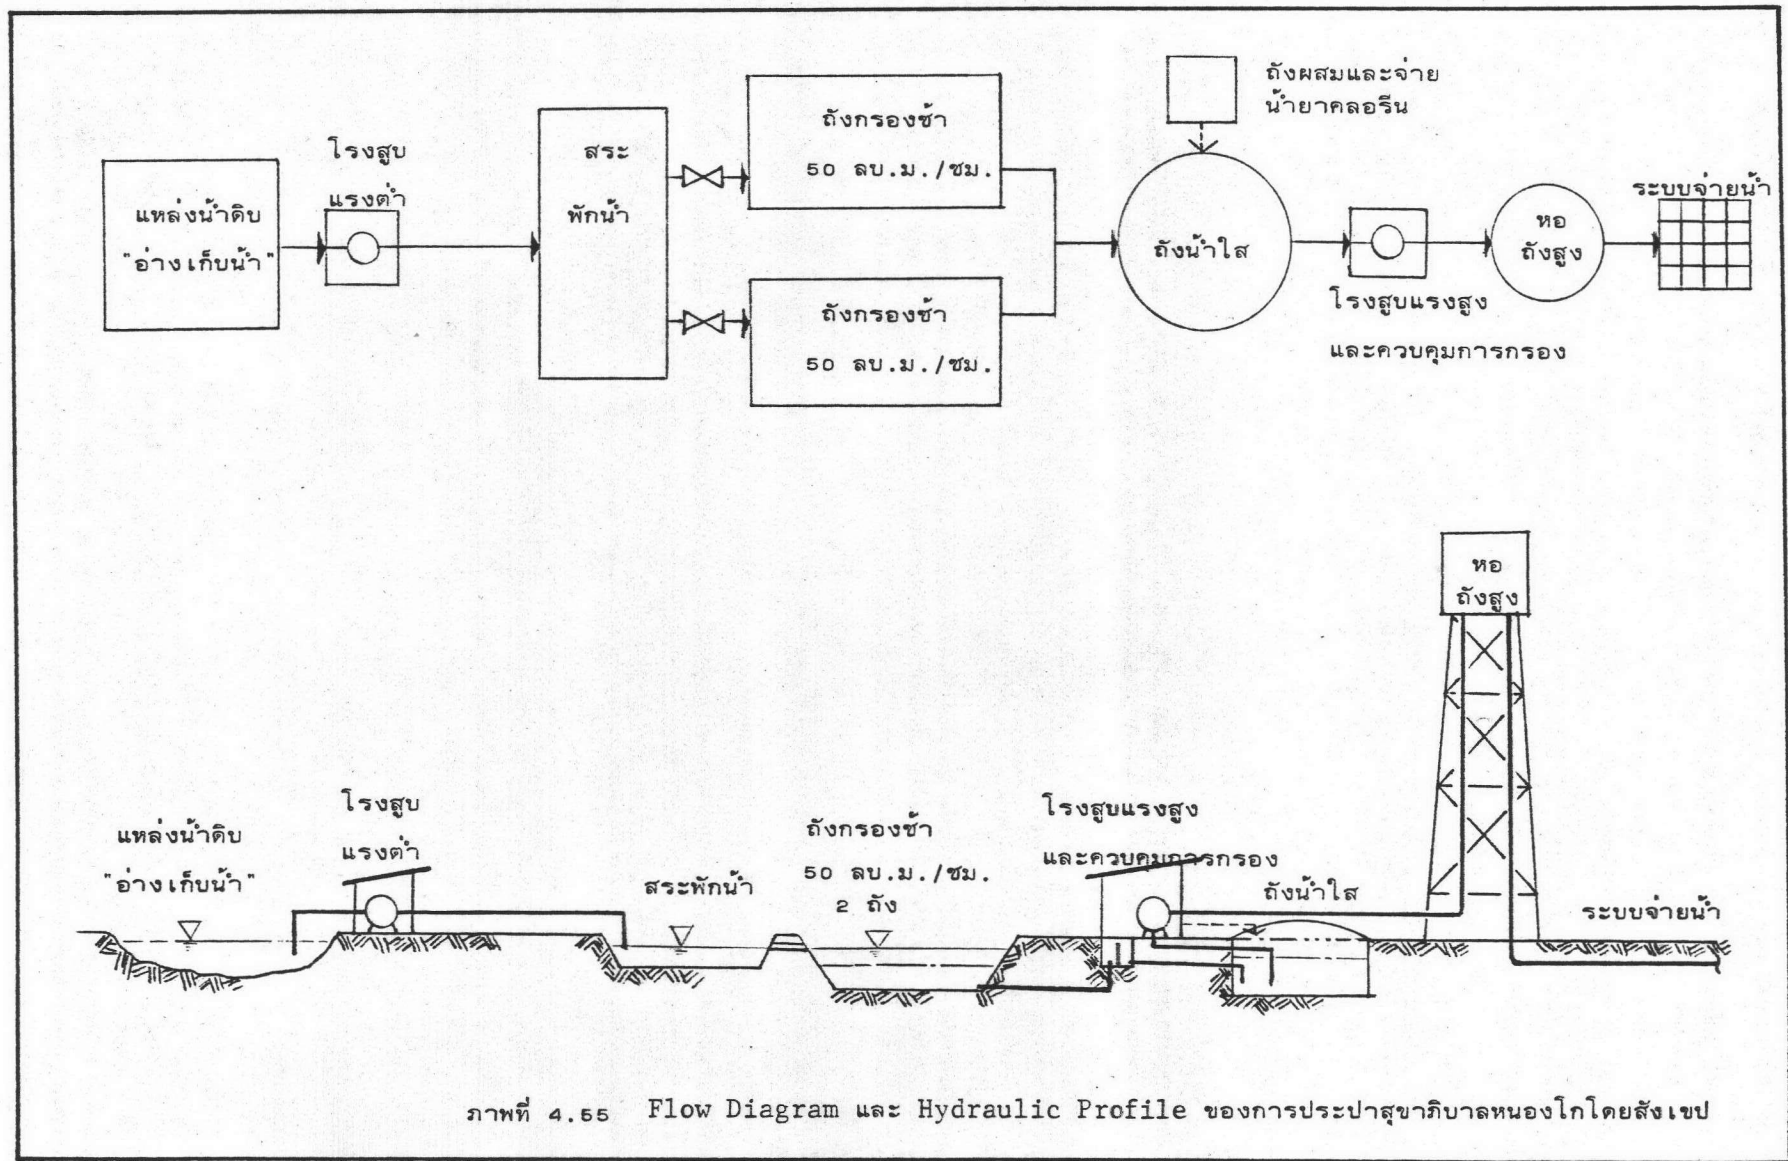 ถังผสมและจ่าย
น้ำยาคลอรีน
โรงสูบ
แรงต่ำ
แหล่งน้ำดิบ
"อ่างเก็บน้ำ"
สระ
พักน้ำ
ถังกรองช้า
50 ลบ.ม./ชม.
ถังกรองช้า
50 ลบ.ม./ชม.
ถังน้ำใส
โรงสูบแรงสูง
และควบคุมการกรอง
หอ
ถังสูง
ระบบจ่ายน้ำ
หอ
ถังสูง
แหล่งน้ำดิบ
"อ่างเก็บน้ำ"
โรงสูบ
แรงต่ำ
สระพักน้ำ
ถังกรองช้า
50 ลบ.ม./ชม.
2 ถัง
โรงสูบแรงสูง
และควบคุมการกรอง
ถังน้ำใส
ระบบจ่ายน้ำ
ภาพที่ 4.55 Flow Diagram และ Hydraulic Profile ของการประปาสุขาภิบาลหนองโกโดยสังเขป